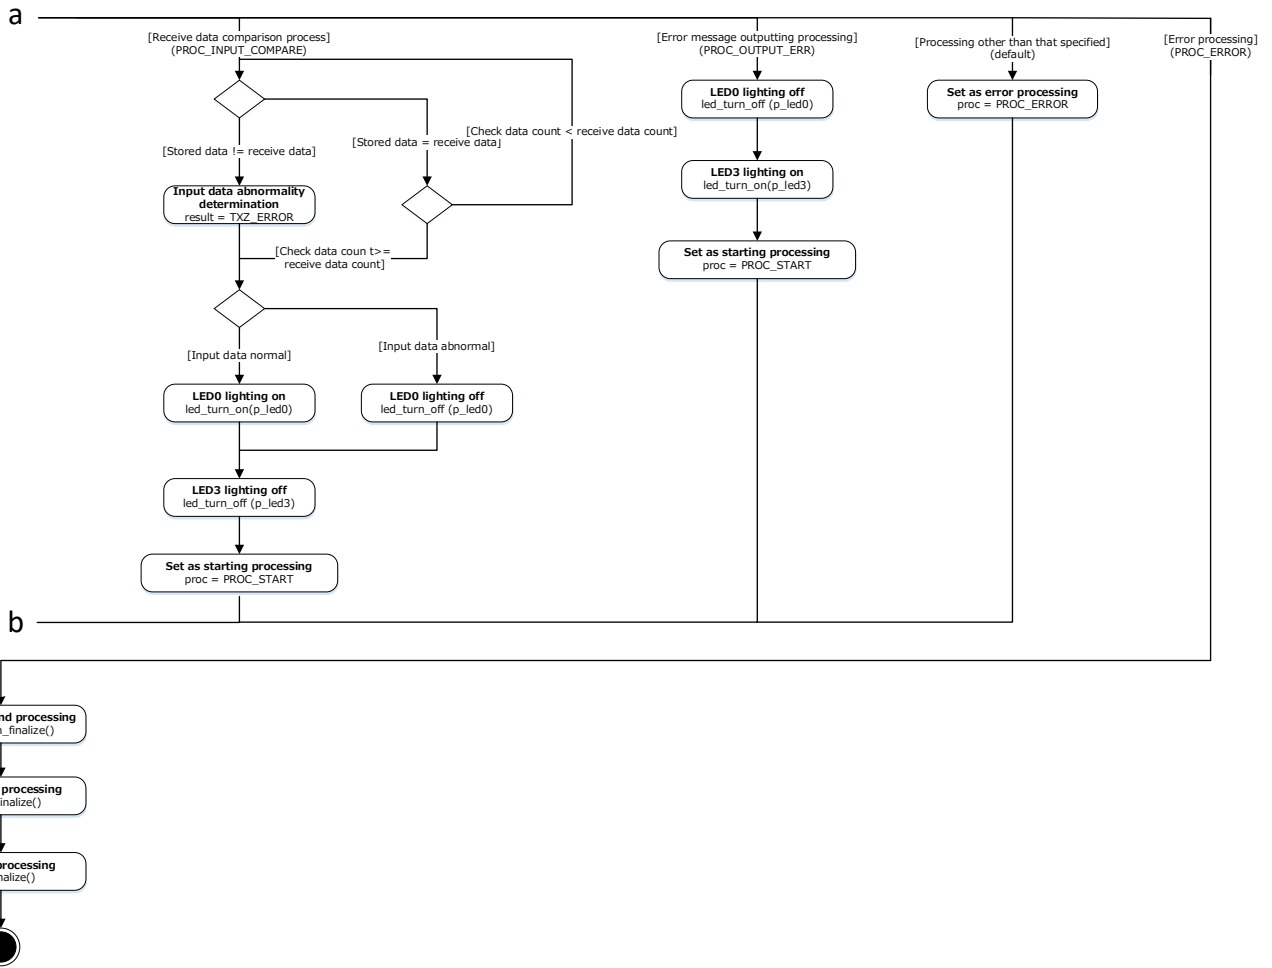 a
[Receive data comparison process]
(PROC_INPUT_COMPARE)
[Error message outputting processing]
(PROC_OUTPUT_ERR)
[Processing other than that specified]
(default)
[Error processing]
(PROC_ERROR)
LED0 lighting off
led_turn_off (p_led0)
Set as error processing
proc = PROC_ERROR
[Check data count < receive data count]
[Stored data = receive data]
[Stored data != receive data]
LED3 lighting on
led_turn_on(p_led3)
Input data abnormality
determination
result = TXZ_ERROR
[Check data coun t>=
receive data count]
Set as starting processing
proc = PROC_START
[Input data normal]
[Input data abnormal]
LED0 lighting on
led_turn_on(p_led0)
LED0 lighting off
led_turn_off (p_led0)
LED3 lighting off
led_turn_off (p_led3)
Set as starting processing
proc = PROC_START
b
processing
_finalize()
processing
inalize()
processing
nalize()